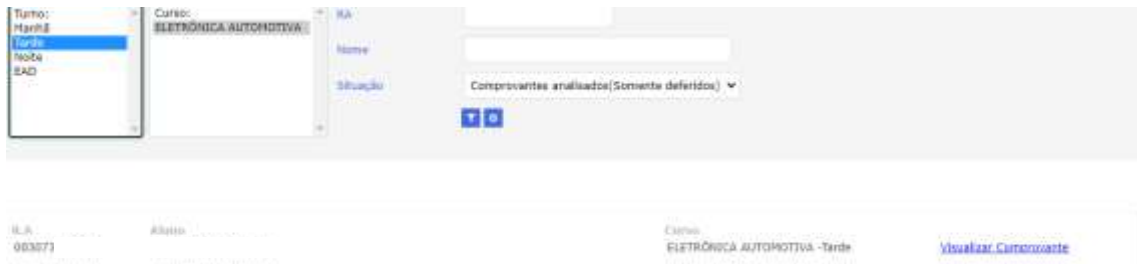 Turno:
Manhã
Tarde
Noite
EAD
Curso:
ELETRÔNICA AUTOMOTIVA
RA
Nome
Situação
Comprovantes analisados(Somente deferidos)
R.A
Aluno
Curso
003073
ELETRÔNICA AUTOMOTIVA -Tarde
Visualizar Comprovante